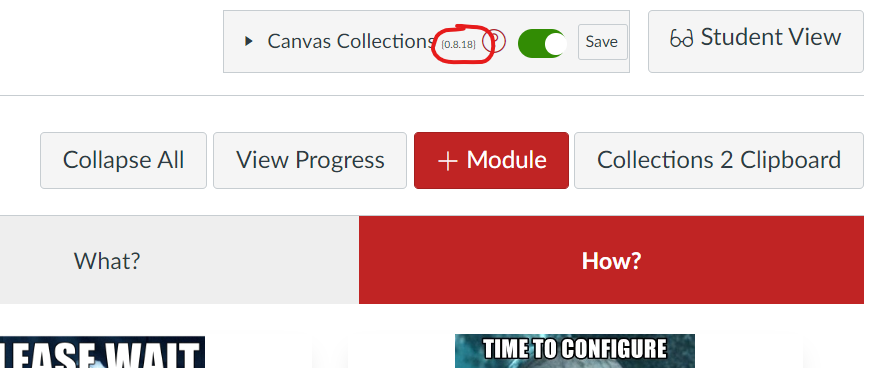 Canvas Collections (0.8.18) ? Save
Student View
Collapse All
View Progress
+ Module
Collections 2 Clipboard
What?
How?
LEASE WAIT
TIME TO CONFIGURE